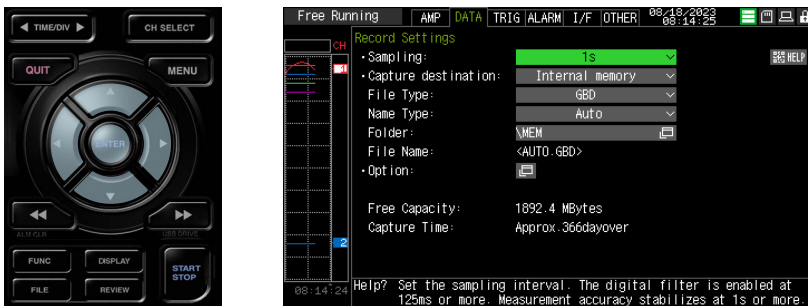 TIME/DIV
CH SELECT
QUIT
MENU
ENTER
ALM CLR
USB DRIVE
FUNC
DISPLAY
START
STOP
FILE
REVIEW
Free Running
AMP
DATA
TRIG
ALARM
I/F
OTHER
08/18/2023
08:14:25
CH
Record Settings
•Sampling: 1s
HELP
1
•Capture destination: Internal memory
File Type: GBD
Name Type: Auto
Folder: \MEM
File Name: <AUTO.GBD>
•Option:
Free Capacity: 1892.4 MBytes
Capture Time: Approx.366dayover
2
08:14:24
Help? Set the sampling interval. The digital filter is enabled at
125ms or more. Measurement accuracy stabilizes at 1s or more.